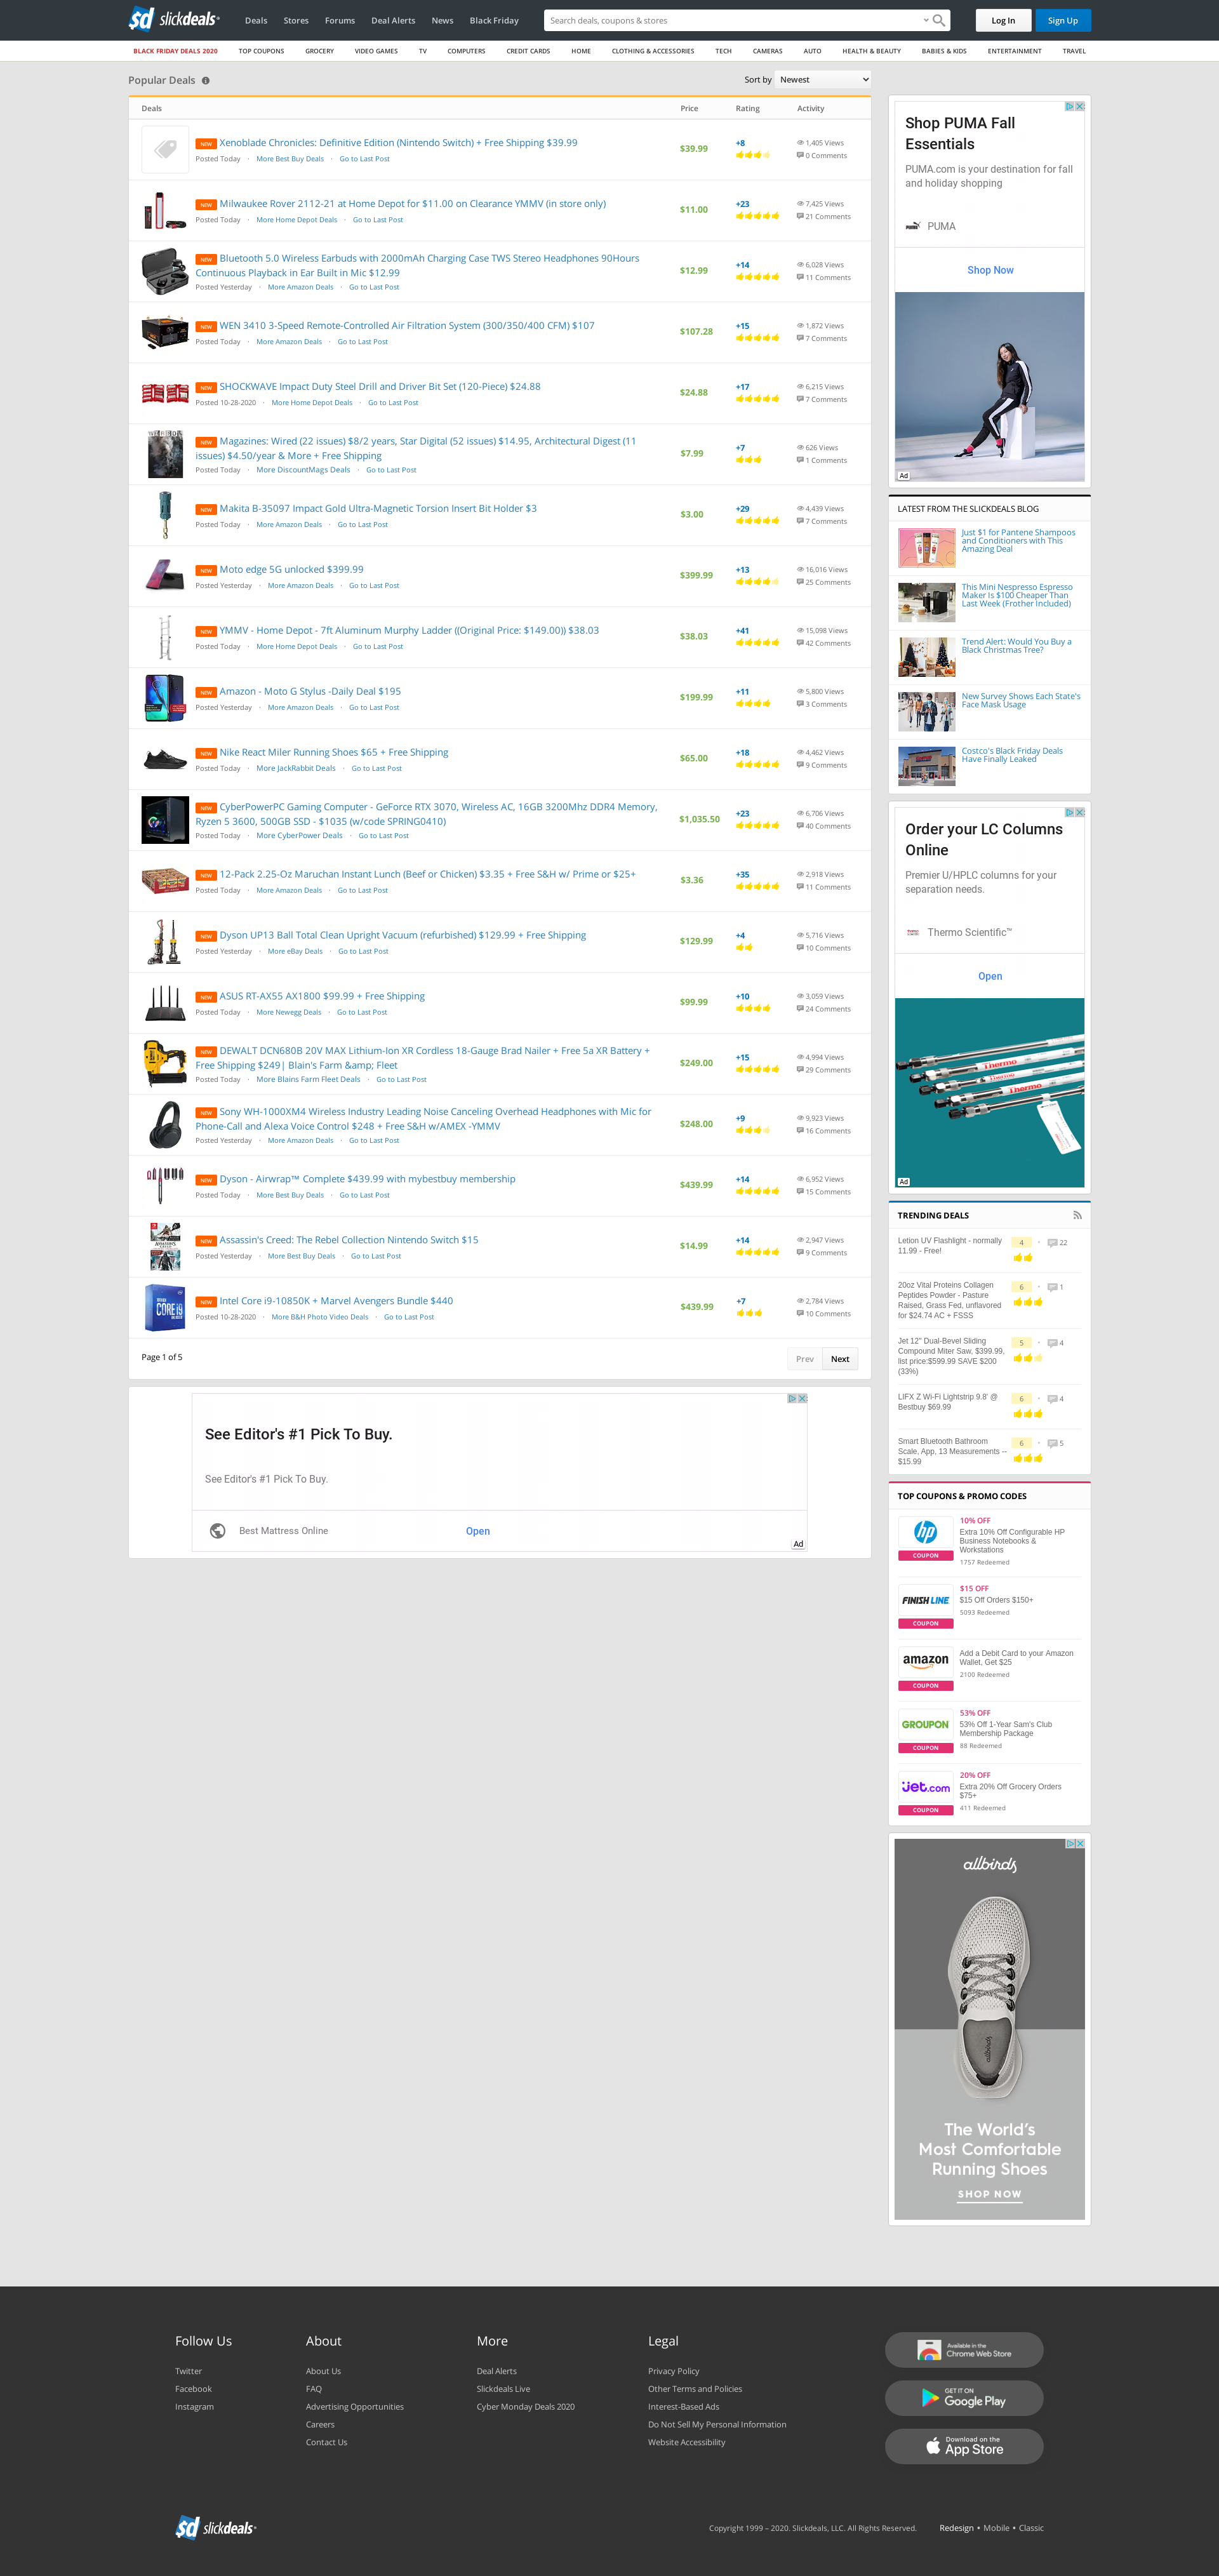 sd slickdeals
Deals Stores Forums Deal Alerts News Black Friday
Search deals, coupons & stores
Log In
Sign Up
BLACK FRIDAY DEALS 2020 TOP COUPONS GROCERY VIDEO GAMES TV COMPUTERS CREDIT CARDS HOME CLOTHING & ACCESSORIES TECH CAMERAS AUTO HEALTH & BEAUTY BABIES & KIDS ENTERTAINMENT TRAVEL
Popular Deals
Sort by Newest
Deals Price Rating Activity
NEW Xenoblade Chronicles: Definitive Edition (Nintendo Switch) + Free Shipping $39.99
Posted Today · More Best Buy Deals · Go to Last Post
$39.99
+8
1,405 Views
0 Comments
NEW Milwaukee Rover 2112-21 at Home Depot for $11.00 on Clearance YMMV (in store only)
Posted Today · More Home Depot Deals · Go to Last Post
$11.00
+23
7,425 Views
21 Comments
NEW Bluetooth 5.0 Wireless Earbuds with 2000mAh Charging Case TWS Stereo Headphones 90Hours
Continuous Playback in Ear Built in Mic $12.99
Posted Yesterday · More Amazon Deals · Go to Last Post
$12.99
+14
6,028 Views
11 Comments
NEW WEN 3410 3-Speed Remote-Controlled Air Filtration System (300/350/400 CFM) $107
Posted Today · More Amazon Deals · Go to Last Post
$107.28
+15
1,872 Views
7 Comments
NEW SHOCKWAVE Impact Duty Steel Drill and Driver Bit Set (120-Piece) $24.88
Posted 10-28-2020 · More Home Depot Deals · Go to Last Post
$24.88
+17
6,215 Views
7 Comments
NEW Magazines: Wired (22 issues) $8/2 years, Star Digital (52 issues) $14.95, Architectural Digest (11
issues) $4.50/year & More + Free Shipping
Posted Today · More DiscountMags Deals · Go to Last Post
$7.99
+7
626 Views
1 Comments
NEW Makita B-35097 Impact Gold Ultra-Magnetic Torsion Insert Bit Holder $3
Posted Today · More Amazon Deals · Go to Last Post
$3.00
+29
4,439 Views
7 Comments
NEW Moto edge 5G unlocked $399.99
Posted Yesterday · More Amazon Deals · Go to Last Post
$399.99
+13
16,016 Views
25 Comments
NEW YMMV - Home Depot - 7ft Aluminum Murphy Ladder ((Original Price: $149.00)) $38.03
Posted Today · More Home Depot Deals · Go to Last Post
$38.03
+41
15,098 Views
42 Comments
NEW Amazon - Moto G Stylus -Daily Deal $195
Posted Yesterday · More Amazon Deals · Go to Last Post
$199.99
+11
5,800 Views
3 Comments
NEW Nike React Miler Running Shoes $65 + Free Shipping
Posted Today · More JackRabbit Deals · Go to Last Post
$65.00
+18
4,462 Views
9 Comments
NEW CyberPowerPC Gaming Computer - GeForce RTX 3070, Wireless AC, 16GB 3200Mhz DDR4 Memory,
Ryzen 5 3600, 500GB SSD - $1035 (w/code SPRING0410)
Posted Today · More CyberPower Deals · Go to Last Post
$1,035.50
+23
6,706 Views
40 Comments
NEW 12-Pack 2.25-Oz Maruchan Instant Lunch (Beef or Chicken) $3.35 + Free S&H w/ Prime or $25+
Posted Today · More Amazon Deals · Go to Last Post
$3.36
+35
2,918 Views
11 Comments
NEW Dyson UP13 Ball Total Clean Upright Vacuum (refurbished) $129.99 + Free Shipping
Posted Yesterday · More eBay Deals · Go to Last Post
$129.99
+4
5,716 Views
10 Comments
NEW ASUS RT-AX55 AX1800 $99.99 + Free Shipping
Posted Today · More Newegg Deals · Go to Last Post
$99.99
+10
3,059 Views
24 Comments
NEW DEWALT DCN680B 20V MAX Lithium-Ion XR Cordless 18-Gauge Brad Nailer + Free 5a XR Battery +
Free Shipping $249| Blain's Farm &amp; Fleet
Posted Today · More Blains Farm Fleet Deals · Go to Last Post
$249.00
+15
4,994 Views
29 Comments
NEW Sony WH-1000XM4 Wireless Industry Leading Noise Canceling Overhead Headphones with Mic for
Phone-Call and Alexa Voice Control $248 + Free S&H w/AMEX -YMMV
Posted Yesterday · More Amazon Deals · Go to Last Post
$248.00
+9
9,923 Views
16 Comments
NEW Dyson - Airwrap™ Complete $439.99 with mybestbuy membership
Posted Today · More Best Buy Deals · Go to Last Post
$439.99
+14
6,952 Views
15 Comments
NEW Assassin's Creed: The Rebel Collection Nintendo Switch $15
Posted Yesterday · More Best Buy Deals · Go to Last Post
$14.99
+14
2,947 Views
9 Comments
NEW Intel Core i9-10850K + Marvel Avengers Bundle $440
Posted 10-28-2020 · More B&H Photo Video Deals · Go to Last Post
$439.99
+7
2,784 Views
10 Comments
Page 1 of 5
Prev Next
See Editor's #1 Pick To Buy.
See Editor's #1 Pick To Buy.
Best Mattress Online
Open
Ad
Shop PUMA Fall
Essentials
PUMA.com is your destination for fall
and holiday shopping
PUMA
Shop Now
Ad
LATEST FROM THE SLICKDEALS BLOG
Just $1 for Pantene Shampoos
and Conditioners with This
Amazing Deal
This Mini Nespresso Espresso
Maker Is $100 Cheaper Than
Last Week (Frother Included)
Trend Alert: Would You Buy a
Black Christmas Tree?
New Survey Shows Each State's
Face Mask Usage
Costco's Black Friday Deals
Have Finally Leaked
Order your LC Columns
Online
Premier U/HPLC columns for your
separation needs.
Thermo Scientific™
Open
Ad
TRENDING DEALS
Letion UV Flashlight - normally
11.99 - Free!
4 · 22
20oz Vital Proteins Collagen
Peptides Powder - Pasture
Raised, Grass Fed, unflavored
for $24.74 AC + FSSS
6 · 1
Jet 12" Dual-Bevel Sliding
Compound Miter Saw, $399.99,
list price:$599.99 SAVE $200
(33%)
5 · 4
LIFX Z Wi-Fi Lightstrip 9.8' @
Bestbuy $69.99
6 · 4
Smart Bluetooth Bathroom
Scale, App, 13 Measurements --
$15.99
6 · 5
TOP COUPONS & PROMO CODES
hp
COUPON
10% OFF
Extra 10% Off Configurable HP
Business Notebooks &
Workstations
1757 Redeemed
FINISH LINE
COUPON
$15 OFF
$15 Off Orders $150+
5093 Redeemed
amazon
COUPON
Add a Debit Card to your Amazon
Wallet, Get $25
2100 Redeemed
GROUPON
COUPON
53% OFF
53% Off 1-Year Sam's Club
Membership Package
88 Redeemed
jet.com
COUPON
20% OFF
Extra 20% Off Grocery Orders
$75+
411 Redeemed
allbirds
allbirds
The World's
Most Comfortable
Running Shoes
SHOP NOW
Follow Us
Twitter
Facebook
Instagram
About
About Us
FAQ
Advertising Opportunities
Careers
Contact Us
More
Deal Alerts
Slickdeals Live
Cyber Monday Deals 2020
Legal
Privacy Policy
Other Terms and Policies
Interest-Based Ads
Do Not Sell My Personal Information
Website Accessibility
Available in the
Chrome Web Store
GET IT ON
Google Play
Download on the
App Store
sd slickdeals
Copyright 1999 – 2020. Slickdeals, LLC. All Rights Reserved.
Redesign • Mobile • Classic